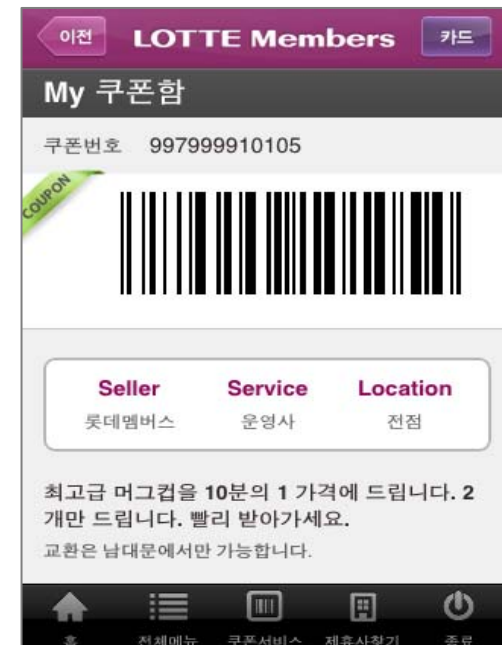 이전 LOTTE Members 카드
My 쿠폰함
쿠폰번호 997999910105
COUPON
Seller Service Location
롯데멤버스 운영사 전점
최고급 머그컵을 10분의 1 가격에 드립니다. 2
개만 드립니다. 빨리 받아가세요.
교환은 남대문에서만 가능합니다.
홈 전체메뉴 쿠폰서비스 제휴사찾기 종료